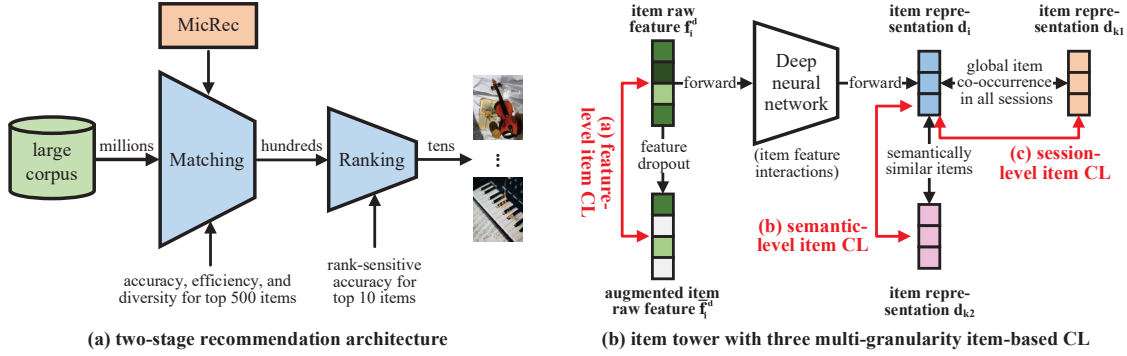 MicRec
large
corpus
millions
Matching
hundreds
Ranking
tens
...
accuracy, efficiency, and
diversity for top 500 items
rank-sensitive
accuracy for
top 10 items
(a) two-stage recommendation architecture
item raw
feature f_i^d
(a) feature-
level item CL
forward
feature
dropout
augmented item
raw feature f̄_i^d
Deep
neural
network
(item feature
interactions)
forward
item repre-
sentation d_i
global item
co-occurrence
in all sessions
item repre-
sentation d_k1
(c) session-
level item CL
semantically
similar items
(b) semantic-
level item CL
item repre-
sentation d_k2
(b) item tower with three multi-granularity item-based CL